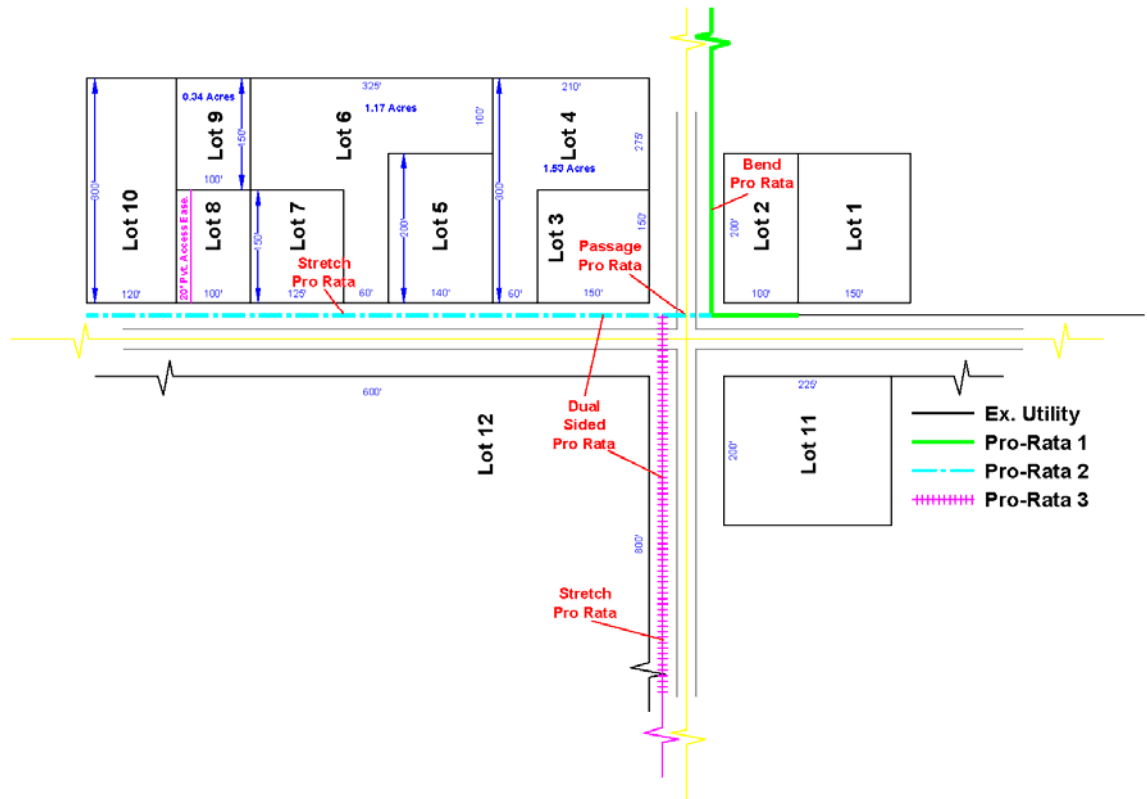 325'
210'
0.34 Acres
1.17 Acres
100'
Lot 9
150'
Lot 6
Lot 4
275'
1.53 Acres
300'
100'
Lot 10
300'
20' Pvt. Access Ease.
Lot 8
150'
Lot 7
200'
Lot 5
Lot 3
150'
120'
100'
125'
60'
140'
60'
150'
Stretch
Pro Rata
Passage
Pro Rata
Bend
Pro Rata
200'
Lot 2
Lot 1
100'
150'
600'
Dual
Sided
Pro Rata
Lot 12
800'
Stretch
Pro Rata
225'
200'
Lot 11
Ex. Utility
Pro-Rata 1
Pro-Rata 2
Pro-Rata 3